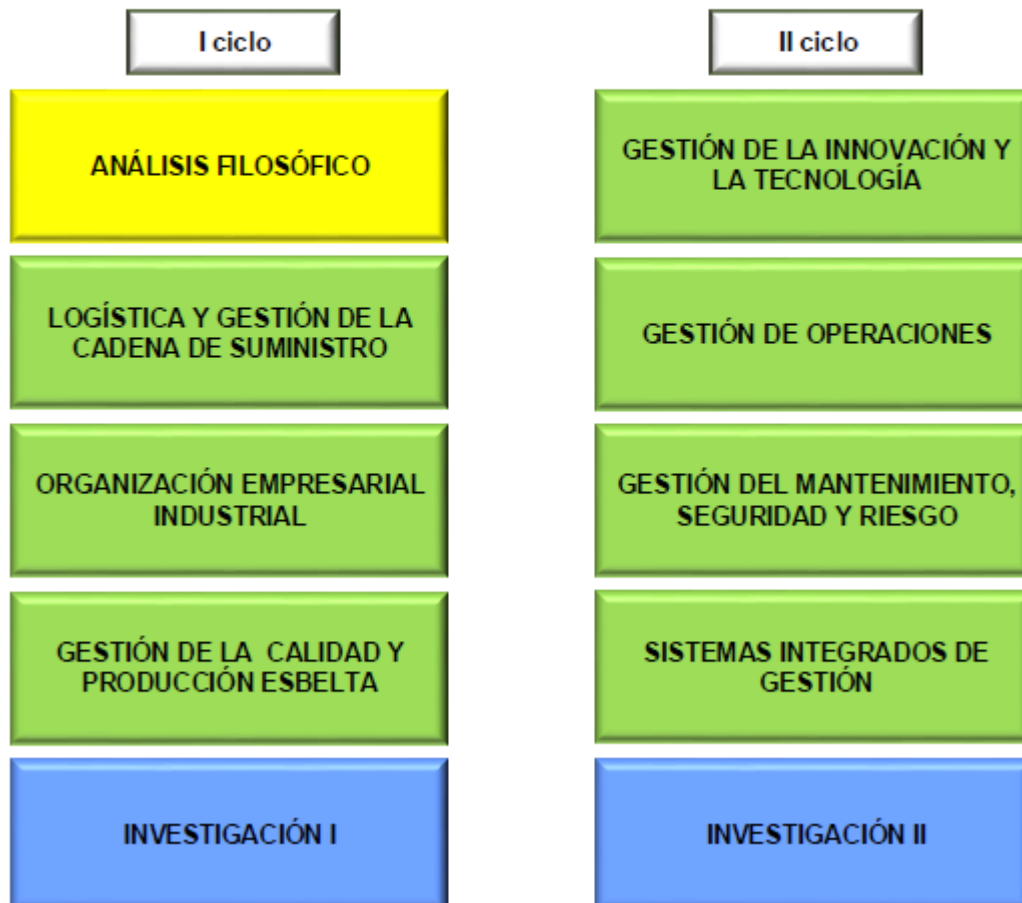 I ciclo
ANÁLISIS FILOSÓFICO
LOGÍSTICA Y GESTIÓN DE LA
CADENA DE SUMINISTRO
ORGANIZACIÓN EMPRESARIAL
INDUSTRIAL
GESTIÓN DE LA CALIDAD Y
PRODUCCIÓN ESBELTA
INVESTIGACIÓN I
II ciclo
GESTIÓN DE LA INNOVACIÓN Y
LA TECNOLOGÍA
GESTIÓN DE OPERACIONES
GESTIÓN DEL MANTENIMIENTO,
SEGURIDAD Y RIESGO
SISTEMAS INTEGRADOS DE
GESTIÓN
INVESTIGACIÓN II